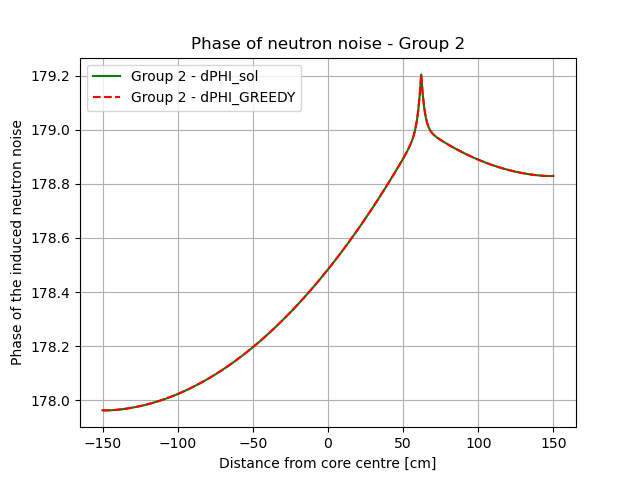 Phase of neutron noise - Group 2
Group 2 - dPHI_sol
Group 2 - dPHI_GREEDY
Phase of the induced neutron noise
179.2
179.0
178.8
178.6
178.4
178.2
178.0
−150
−100
−50
0
50
100
150
Distance from core centre [cm]